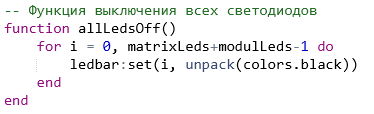 -- Функция выключения всех светодиодов
function allLedsOff()
    for i = 0, matrixLeds+modulLeds-1 do
        ledbar:set(i, unpack(colors.black))
    end
end